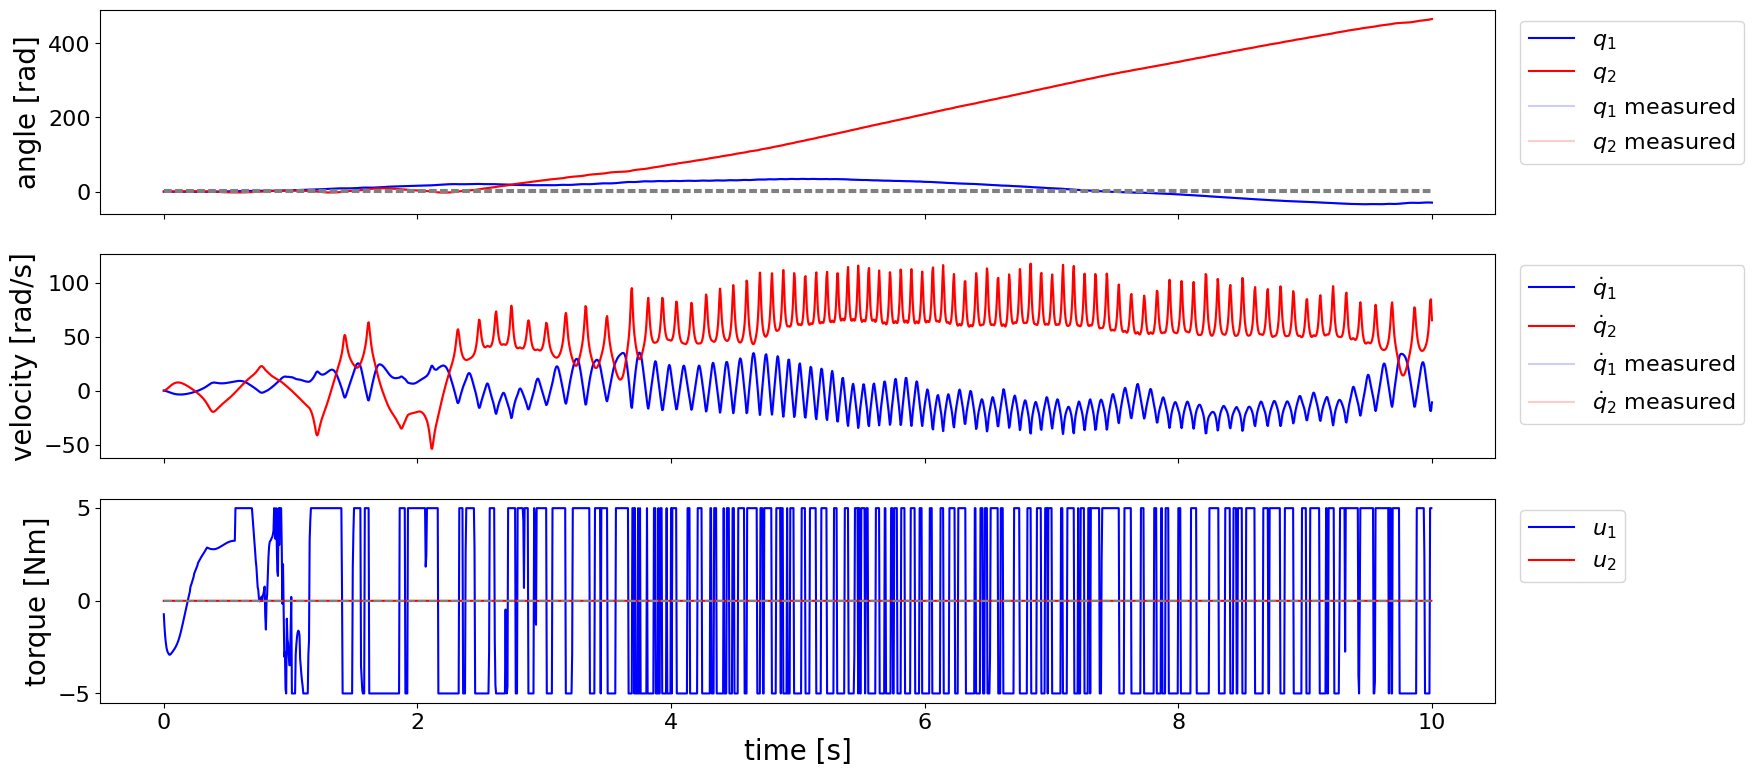 angle [rad]
400
200
0
q₁
q₂
q₁ measured
q₂ measured
velocity [rad/s]
100
50
0
−50
q̇₁
q̇₂
q̇₁ measured
q̇₂ measured
torque [Nm]
5
0
−5
u₁
u₂
0 2 4 6 8 10
time [s]